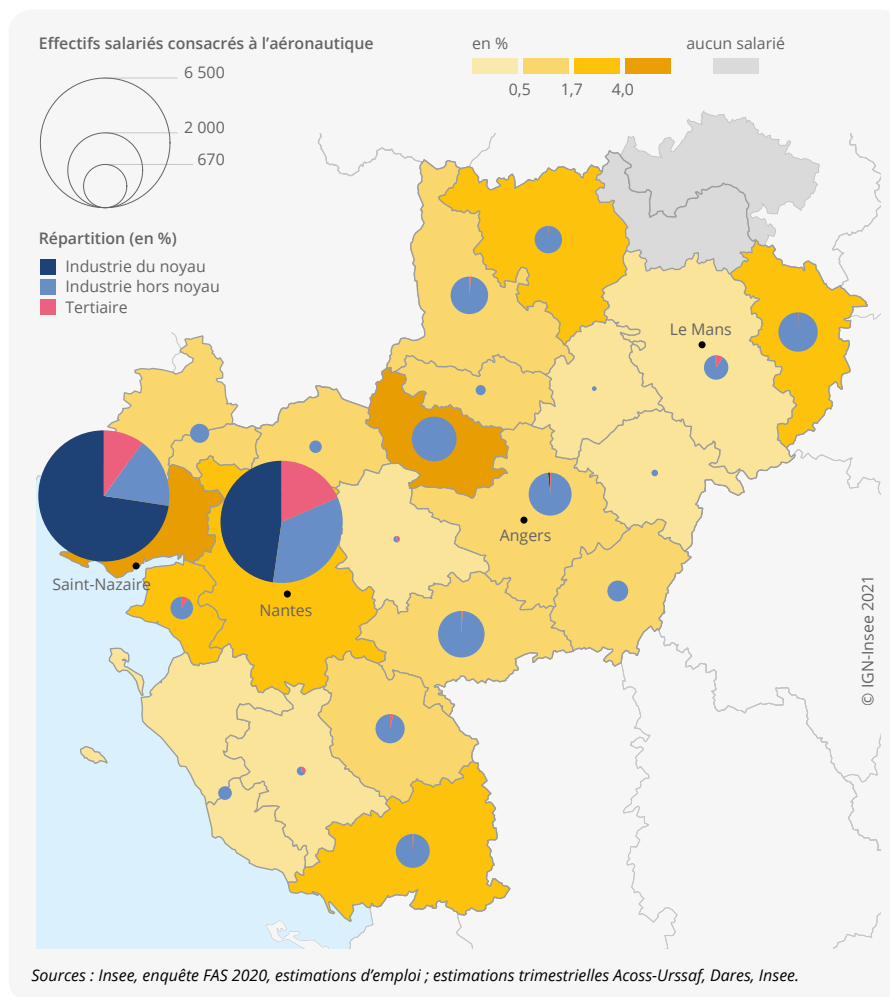 Effectifs salariés consacrés à l’aéronautique
6 500
2 000
670
en %
aucun salarié
0,5 1,7 4,0
Répartition (en %)
Industrie du noyau
Industrie hors noyau
Tertiaire
Le Mans
Angers
Saint-Nazaire
Nantes
© IGN-Insee 2021
Sources : Insee, enquête FAS 2020, estimations d’emploi ; estimations trimestrielles Acoss-Urssaf, Dares, Insee.